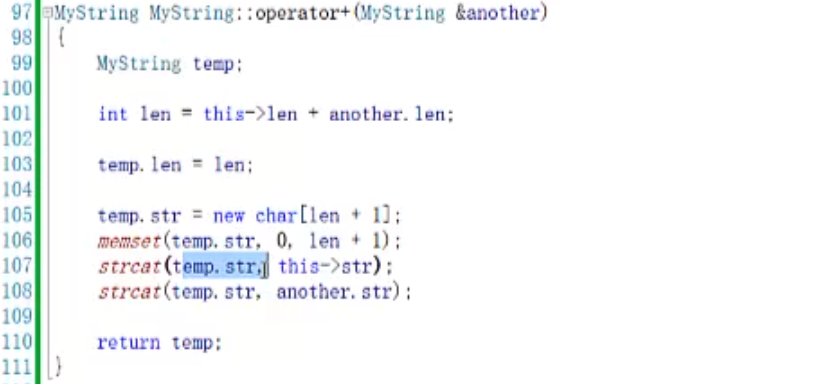 97 MyString MyString::operator+(MyString &another)
98 {
99     MyString temp;
100
101     int len = this->len + another.len;
102
103     temp.len = len;
104
105     temp.str = new char[len + 1];
106     memset(temp.str, 0, len + 1);
107     strcat(temp.str, this->str);
108     strcat(temp.str, another.str);
109
110     return temp;
111 }